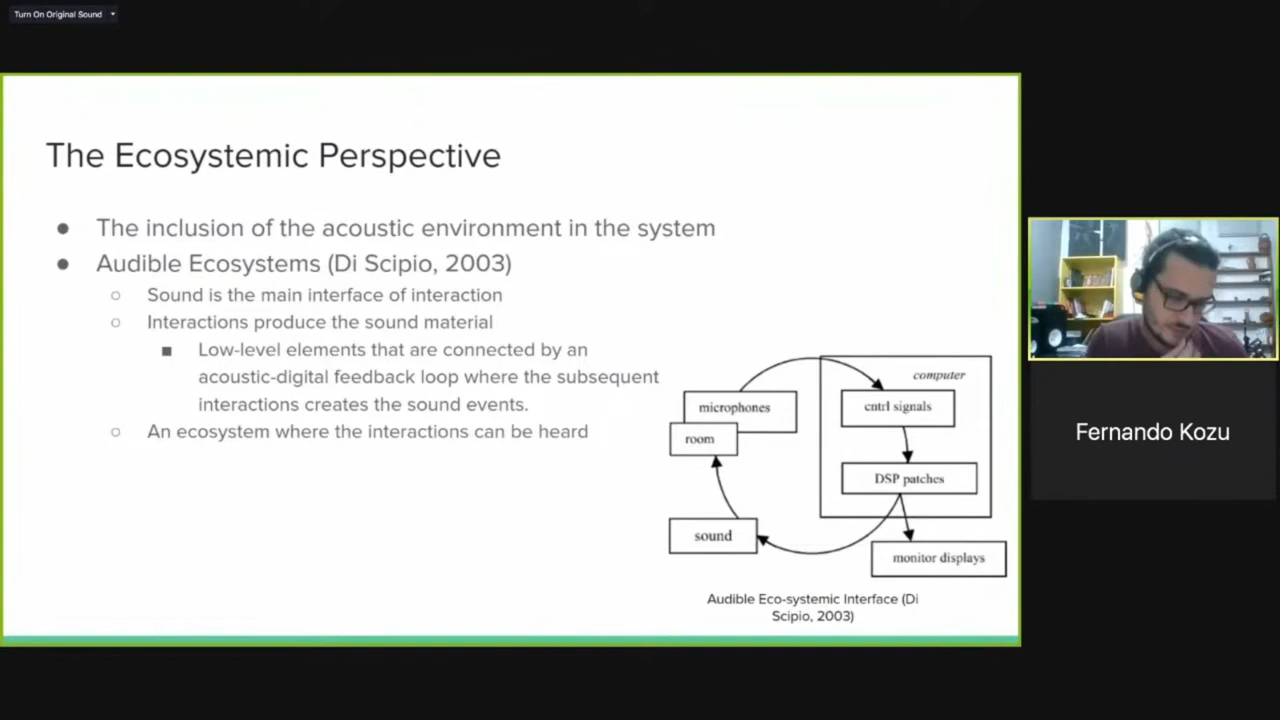 Turn On Original Sound
The Ecosystemic Perspective
● The inclusion of the acoustic environment in the system
● Audible Ecosystems (Di Scipio, 2003)
○ Sound is the main interface of interaction
○ Interactions produce the sound material
■ Low-level elements that are connected by an
acoustic-digital feedback loop where the subsequent
interactions creates the sound events.
○ An ecosystem where the interactions can be heard
computer
microphones
cntrl signals
room
DSP patches
sound
monitor displays
Audible Eco-systemic Interface (Di
Scipio, 2003)
Fernando Kozu